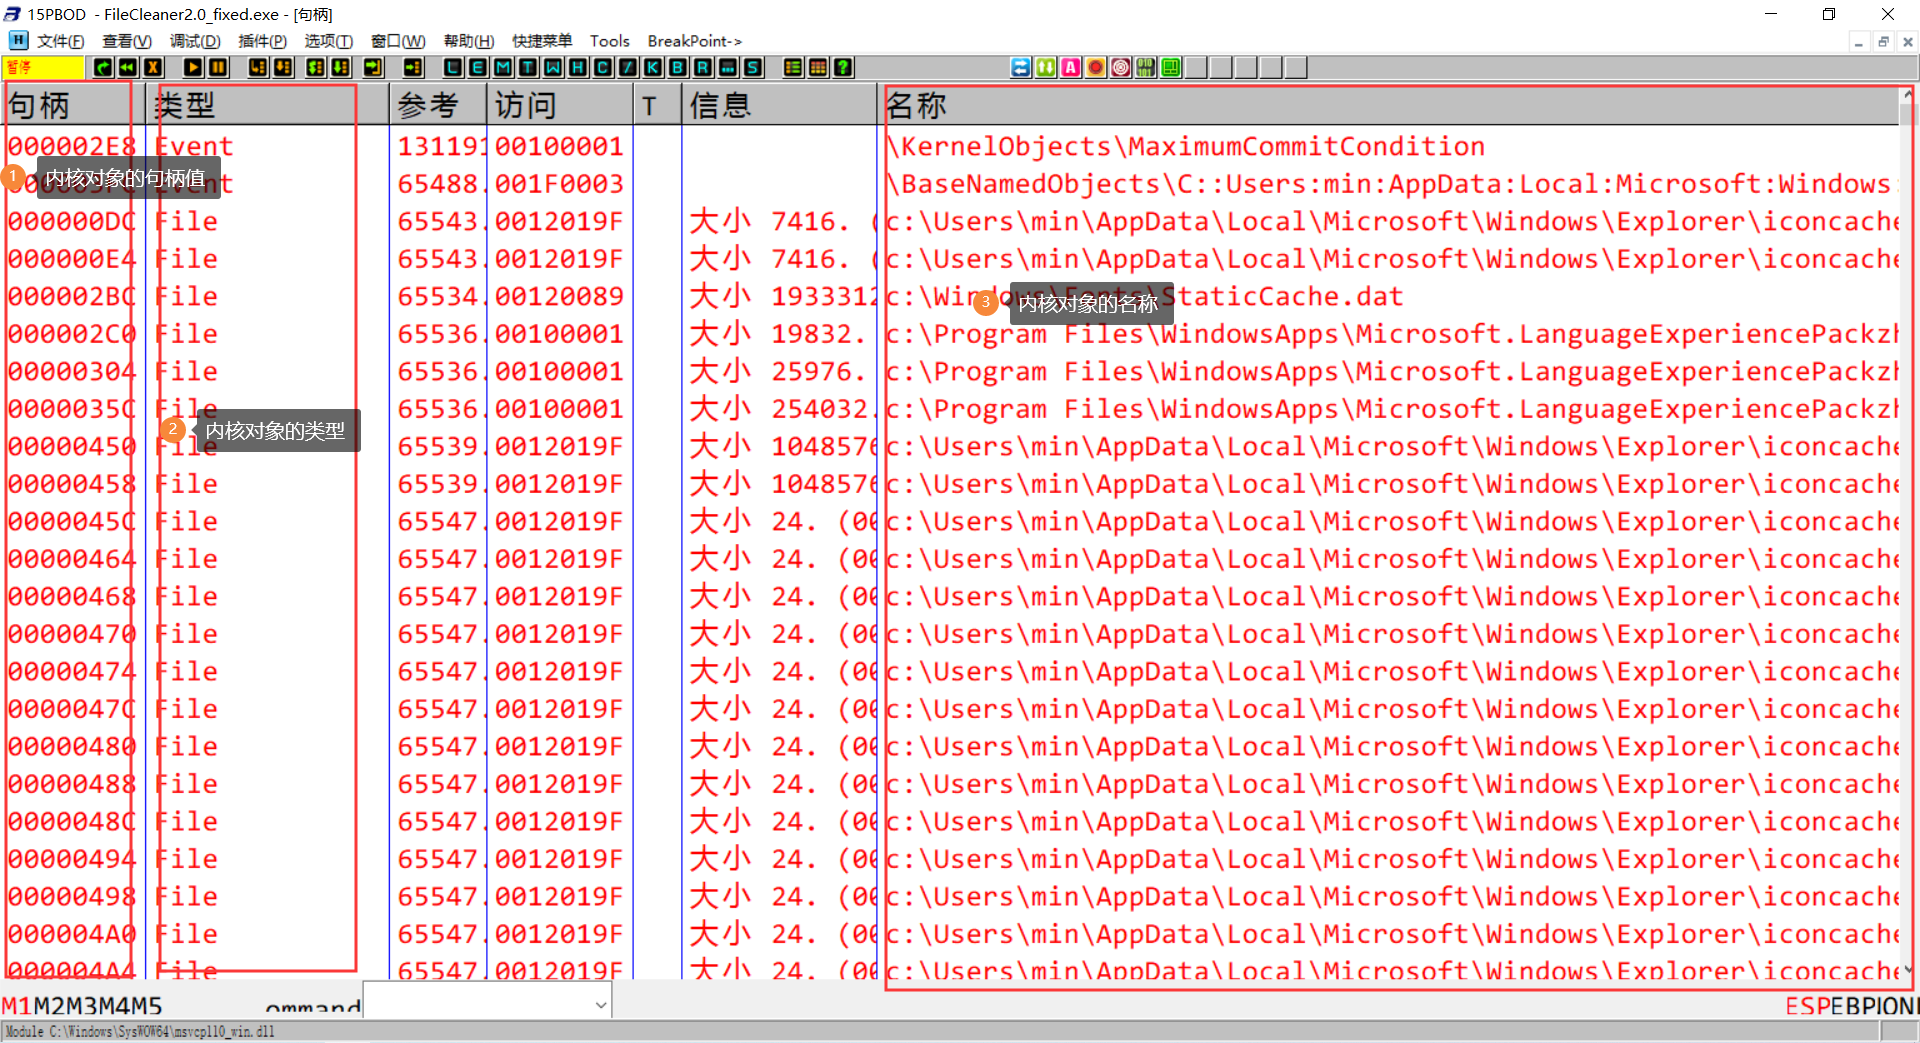 15PBOD - FileCleaner2.0_fixed.exe - [句柄]
文件(F) 查看(V) 调试(D) 插件(P) 选项(T) 窗口(W) 帮助(H) 快捷菜单 Tools BreakPoint->
暂停 L E M T W H C / K B R ... S ?
句柄 类型 参考 访问 T 信息 名称
000002E8 Event 131191 00100001 \KernelObjects\MaximumCommitCondition
1 内核对象的句柄值 65488. 001F0003 \BaseNamedObjects\C::Users:min:AppData:Local:Microsoft:Windows:
000000DC File 65543. 0012019F 大小 7416. ( c:\Users\min\AppData\Local\Microsoft\Windows\Explorer\iconcache
000000E4 File 65543. 0012019F 大小 7416. ( c:\Users\min\AppData\Local\Microsoft\Windows\Explorer\iconcache
000002BC File 65534. 00120089 大小 1933312 c:\Windows\Fonts\StaticCache.dat
3 内核对象的名称
000002C0 File 65536. 00100001 大小 19832. c:\Program Files\WindowsApps\Microsoft.LanguageExperiencePackzh
00000304 File 65536. 00100001 大小 25976. c:\Program Files\WindowsApps\Microsoft.LanguageExperiencePackzh
0000035C File 65536. 00100001 大小 254032. c:\Program Files\WindowsApps\Microsoft.LanguageExperiencePackzh
2 内核对象的类型
00000450 File 65539. 0012019F 大小 1048576 c:\Users\min\AppData\Local\Microsoft\Windows\Explorer\iconcache
00000458 File 65539. 0012019F 大小 1048576 c:\Users\min\AppData\Local\Microsoft\Windows\Explorer\iconcache
0000045C File 65547. 0012019F 大小 24. (00 c:\Users\min\AppData\Local\Microsoft\Windows\Explorer\iconcache
00000464 File 65547. 0012019F 大小 24. (00 c:\Users\min\AppData\Local\Microsoft\Windows\Explorer\iconcache
00000468 File 65547. 0012019F 大小 24. (00 c:\Users\min\AppData\Local\Microsoft\Windows\Explorer\iconcache
00000470 File 65547. 0012019F 大小 24. (00 c:\Users\min\AppData\Local\Microsoft\Windows\Explorer\iconcache
00000474 File 65547. 0012019F 大小 24. (00 c:\Users\min\AppData\Local\Microsoft\Windows\Explorer\iconcache
0000047C File 65547. 0012019F 大小 24. (00 c:\Users\min\AppData\Local\Microsoft\Windows\Explorer\iconcache
00000480 File 65547. 0012019F 大小 24. (00 c:\Users\min\AppData\Local\Microsoft\Windows\Explorer\iconcache
00000488 File 65547. 0012019F 大小 24. (00 c:\Users\min\AppData\Local\Microsoft\Windows\Explorer\iconcache
0000048C File 65547. 0012019F 大小 24. (00 c:\Users\min\AppData\Local\Microsoft\Windows\Explorer\iconcache
00000494 File 65547. 0012019F 大小 24. (00 c:\Users\min\AppData\Local\Microsoft\Windows\Explorer\iconcache
00000498 File 65547. 0012019F 大小 24. (00 c:\Users\min\AppData\Local\Microsoft\Windows\Explorer\iconcache
000004A0 File 65547. 0012019F 大小 24. (00 c:\Users\min\AppData\Local\Microsoft\Windows\Explorer\iconcache
000004A4 File 65547. 0012019F 大小 24. (00 c:\Users\min\AppData\Local\Microsoft\Windows\Explorer\iconcache
M1M2M3M4M5 ommand ESPEBPION
Module C:\Windows\SysWOW64\msvcp110_win.dll